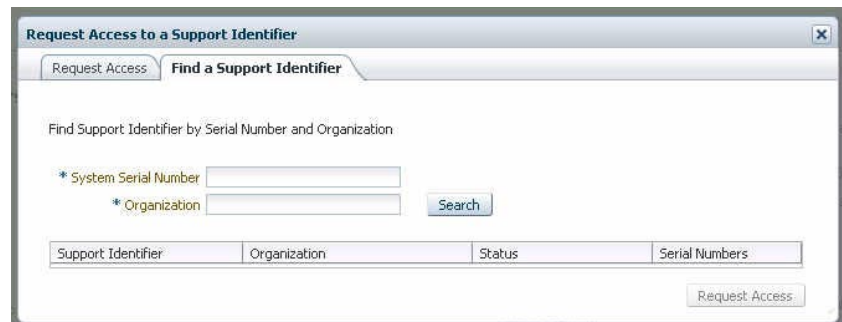 Request Access to a Support Identifier
Request Access Find a Support Identifier
Find Support Identifier by Serial Number and Organization
* System Serial Number
* Organization Search
Support Identifier Organization Status Serial Numbers
Request Access